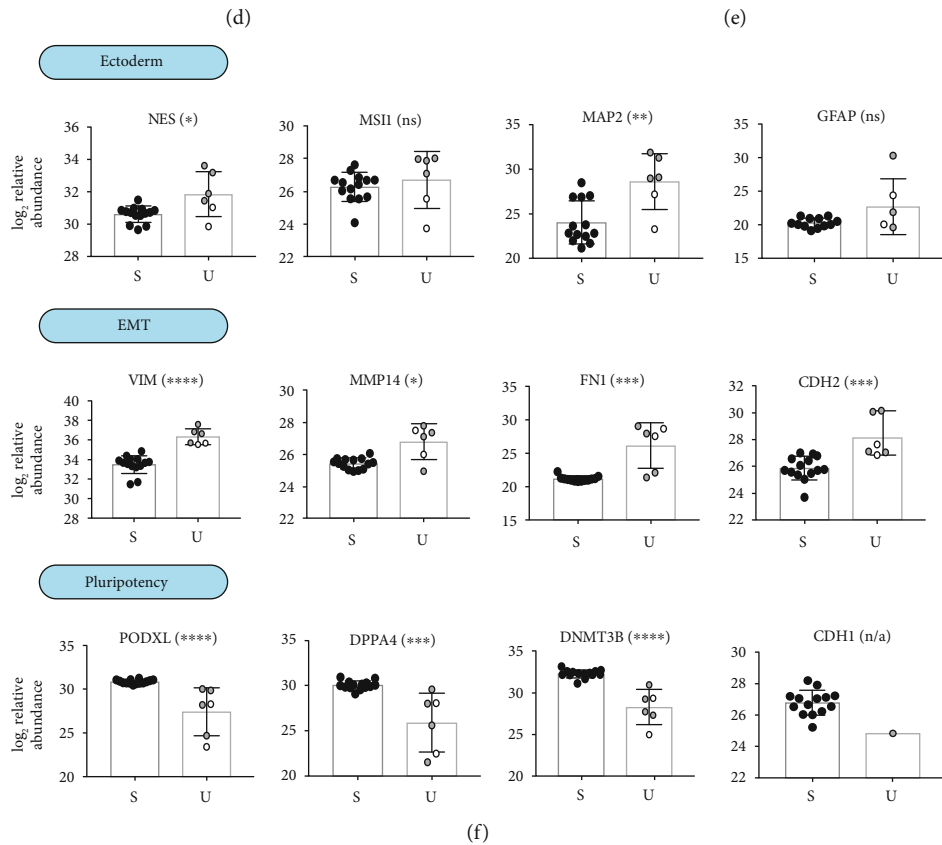 (d) (e)
Ectoderm
NES (*) MSI1 (ns) MAP2 (**) GFAP (ns)
log2 relative
abundance
36
34
32
30
28
S U
30
28
26
24
22
S U
35
30
25
20
S U
35
30
25
20
15
S U
EMT
VIM (****) MMP14 (*) FN1 (***) CDH2 (***)
log2 relative
abundance
40
38
36
34
32
30
28
S U
28
26
24
22
S U
35
30
25
20
15
S U
32
30
28
26
24
22
S U
Pluripotency
PODXL (****) DPPA4 (***) DNMT3B (****) CDH1 (n/a)
log2 relative
abundance
35
30
25
20
S U
35
30
25
20
S U
35
30
25
20
S U
30
28
26
24
22
S U
(f)